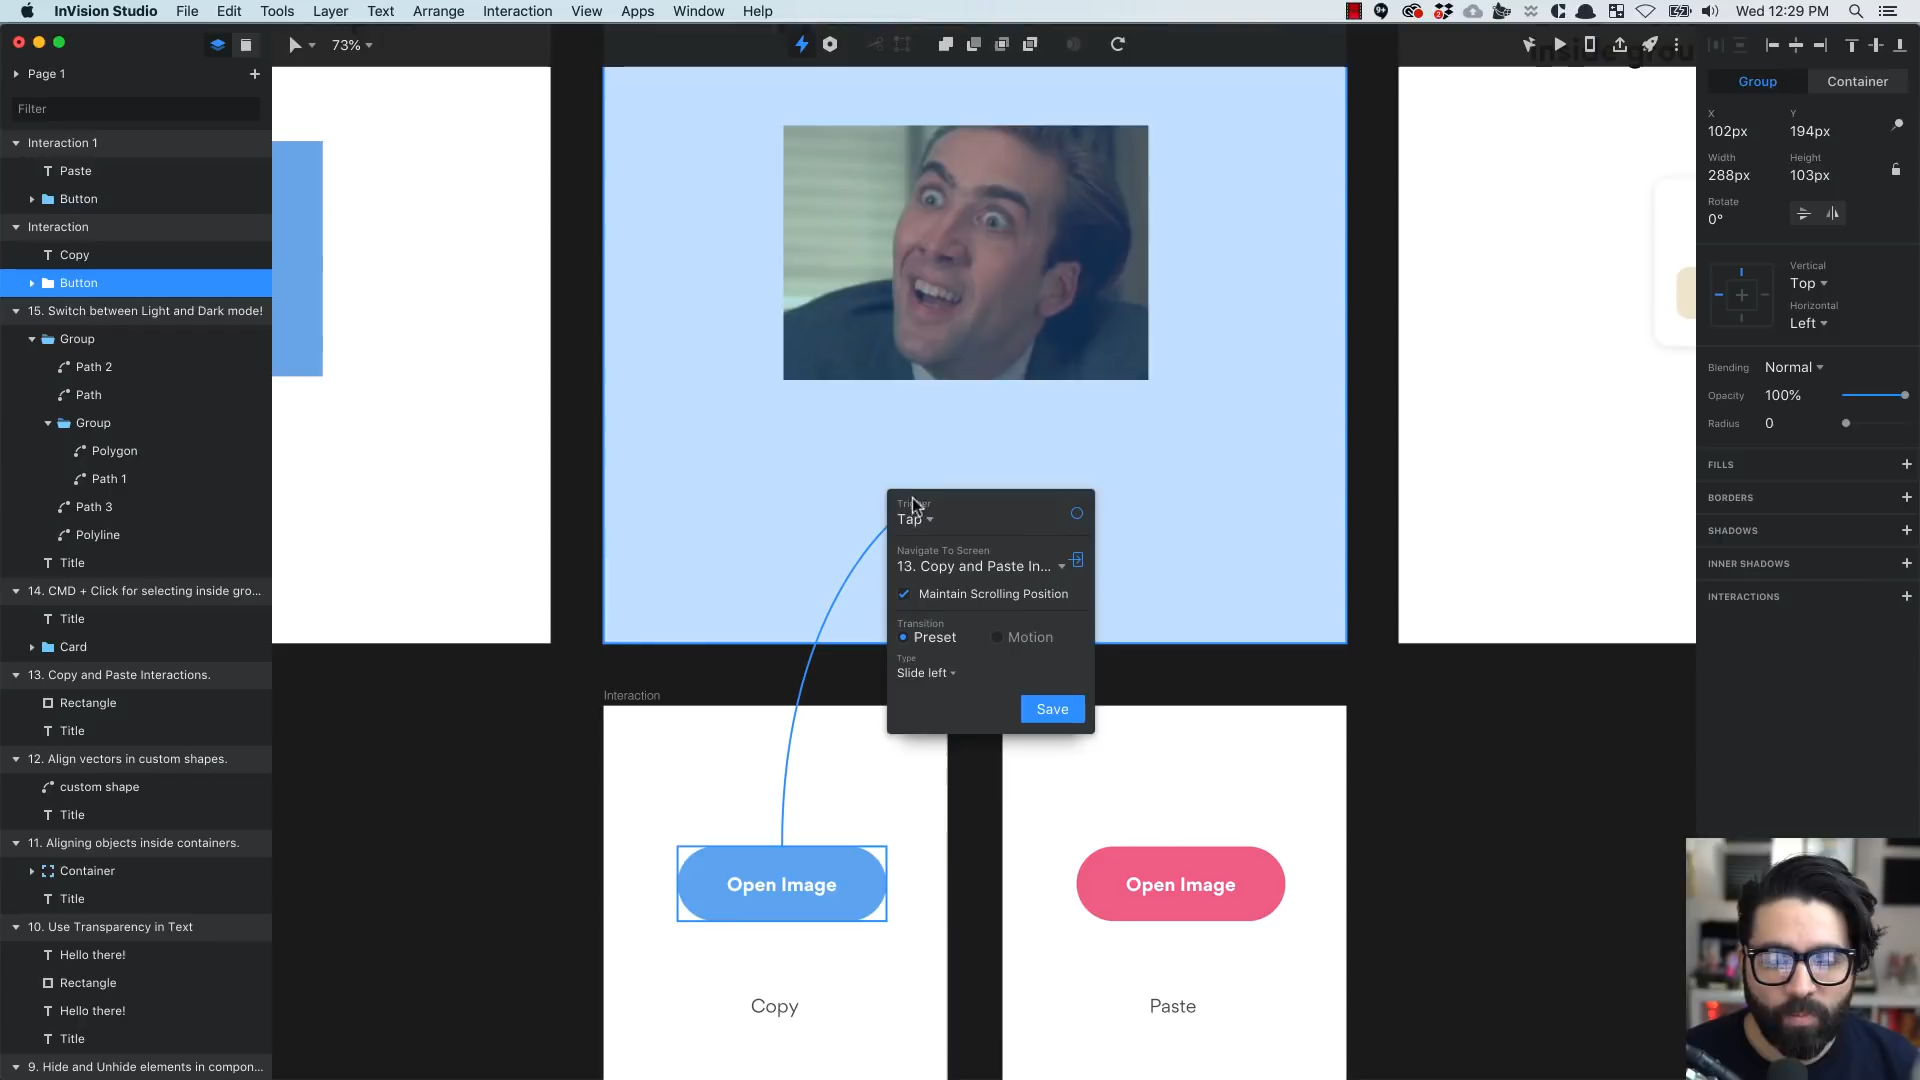 InVision Studio File Edit Tools Layer Text Arrange Interaction View Apps Window Help
9+
2
Wed 12:29 PM
73%
Page 1
Filter
Interaction 1
Paste
Button
Interaction
Copy
Button
15. Switch between Light and Dark mode!
Group
Path 2
Path
Group
Polygon
Path 1
Path 3
Polyline
Title
14. CMD + Click for selecting inside gro...
Title
Card
13. Copy and Paste Interactions.
Rectangle
Title
12. Align vectors in custom shapes.
custom shape
Title
11. Aligning objects inside containers.
Container
Title
10. Use Transparency in Text
Hello there!
Rectangle
Hello there!
Title
9. Hide and Unhide elements in compon...
Trigger
Tap
Navigate To Screen
13. Copy and Paste In...
Maintain Scrolling Position
Transition
Preset Motion
Type
Slide left
Save
Interaction
Open Image
Copy
Open Image
Paste
inside grou
Group Container
X Y
102px 194px
Width Height
288px 103px
Rotate
0°
Vertical
Top
Horizontal
Left
Blending Normal
Opacity 100%
Radius 0
FILLS
BORDERS
SHADOWS
INNER SHADOWS
INTERACTIONS